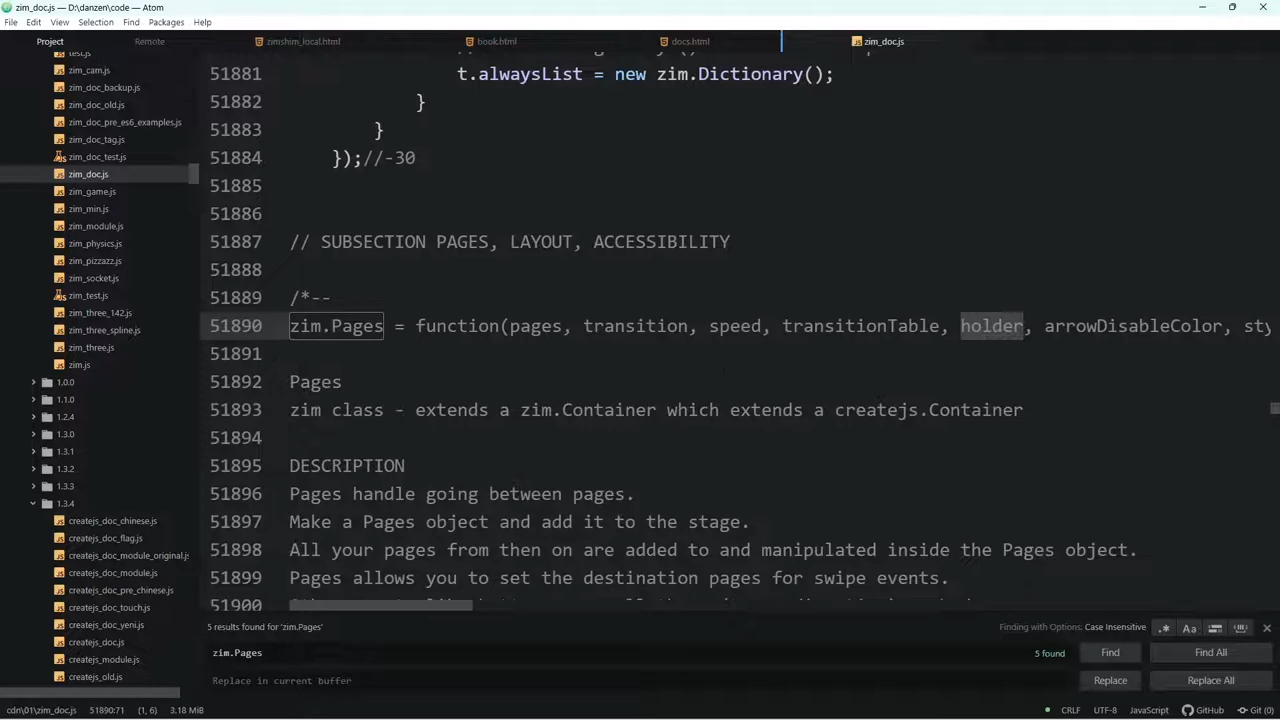 zim_doc.js — D:\danzen\code — Atom
File Edit View Selection Find Packages Help
Project Remote zimshim_local.html book.html docs.html zim_doc.js
test.js
zim_cam.js
zim_doc_backup.js
zim_doc_old.js
zim_doc_pre_es6_examples.js
zim_doc_tag.js
zim_doc_test.js
zim_doc.js
zim_game.js
zim_min.js
zim_module.js
zim_physics.js
zim_pizzazz.js
zim_socket.js
zim_test.js
zim_three_142.js
zim_three_spline.js
zim_three.js
zim.js
1.0.0
1.1.0
1.2.4
1.3.0
1.3.1
1.3.2
1.3.3
1.3.4
createjs_doc_chinese.js
createjs_doc_flag.js
createjs_doc_module_original.js
createjs_doc_module.js
createjs_doc_pre_chinese.js
createjs_doc_touch.js
createjs_doc_yeni.js
createjs_doc.js
createjs_module.js
createjs_old.js
51881 t.alwaysList = new zim.Dictionary();
51882 }
51883 }
51884 });//-30
51885
51886
51887 // SUBSECTION PAGES, LAYOUT, ACCESSIBILITY
51888
51889 /*--
51890 zim.Pages = function(pages, transition, speed, transitionTable, holder, arrowDisableColor, sty
51891
51892 Pages
51893 zim class - extends a zim.Container which extends a createjs.Container
51894
51895 DESCRIPTION
51896 Pages handle going between pages.
51897 Make a Pages object and add it to the stage.
51898 All your pages from then on are added to and manipulated inside the Pages object.
51899 Pages allows you to set the destination pages for swipe events.
51900
5 results found for 'zim.Pages' Finding with Options: Case Insensitive .* Aa
zim.Pages 5 found Find Find All
Replace in current buffer Replace Replace All
cdn\01\zim_doc.js 51890:71 (1, 6) 3.18 MiB CRLF UTF-8 JavaScript GitHub Git (0)